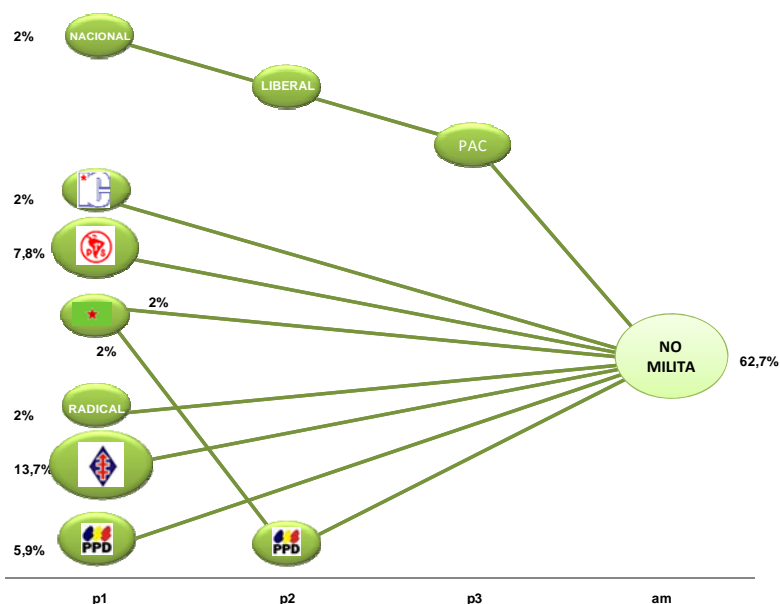 2%
NACIONAL
LIBERAL
PAC
2%
7,8%
2%
2%
NO
MILITA
62,7%
2%
RADICAL
13,7%
5,9%
PPD
PPD
p1
p2
p3
am